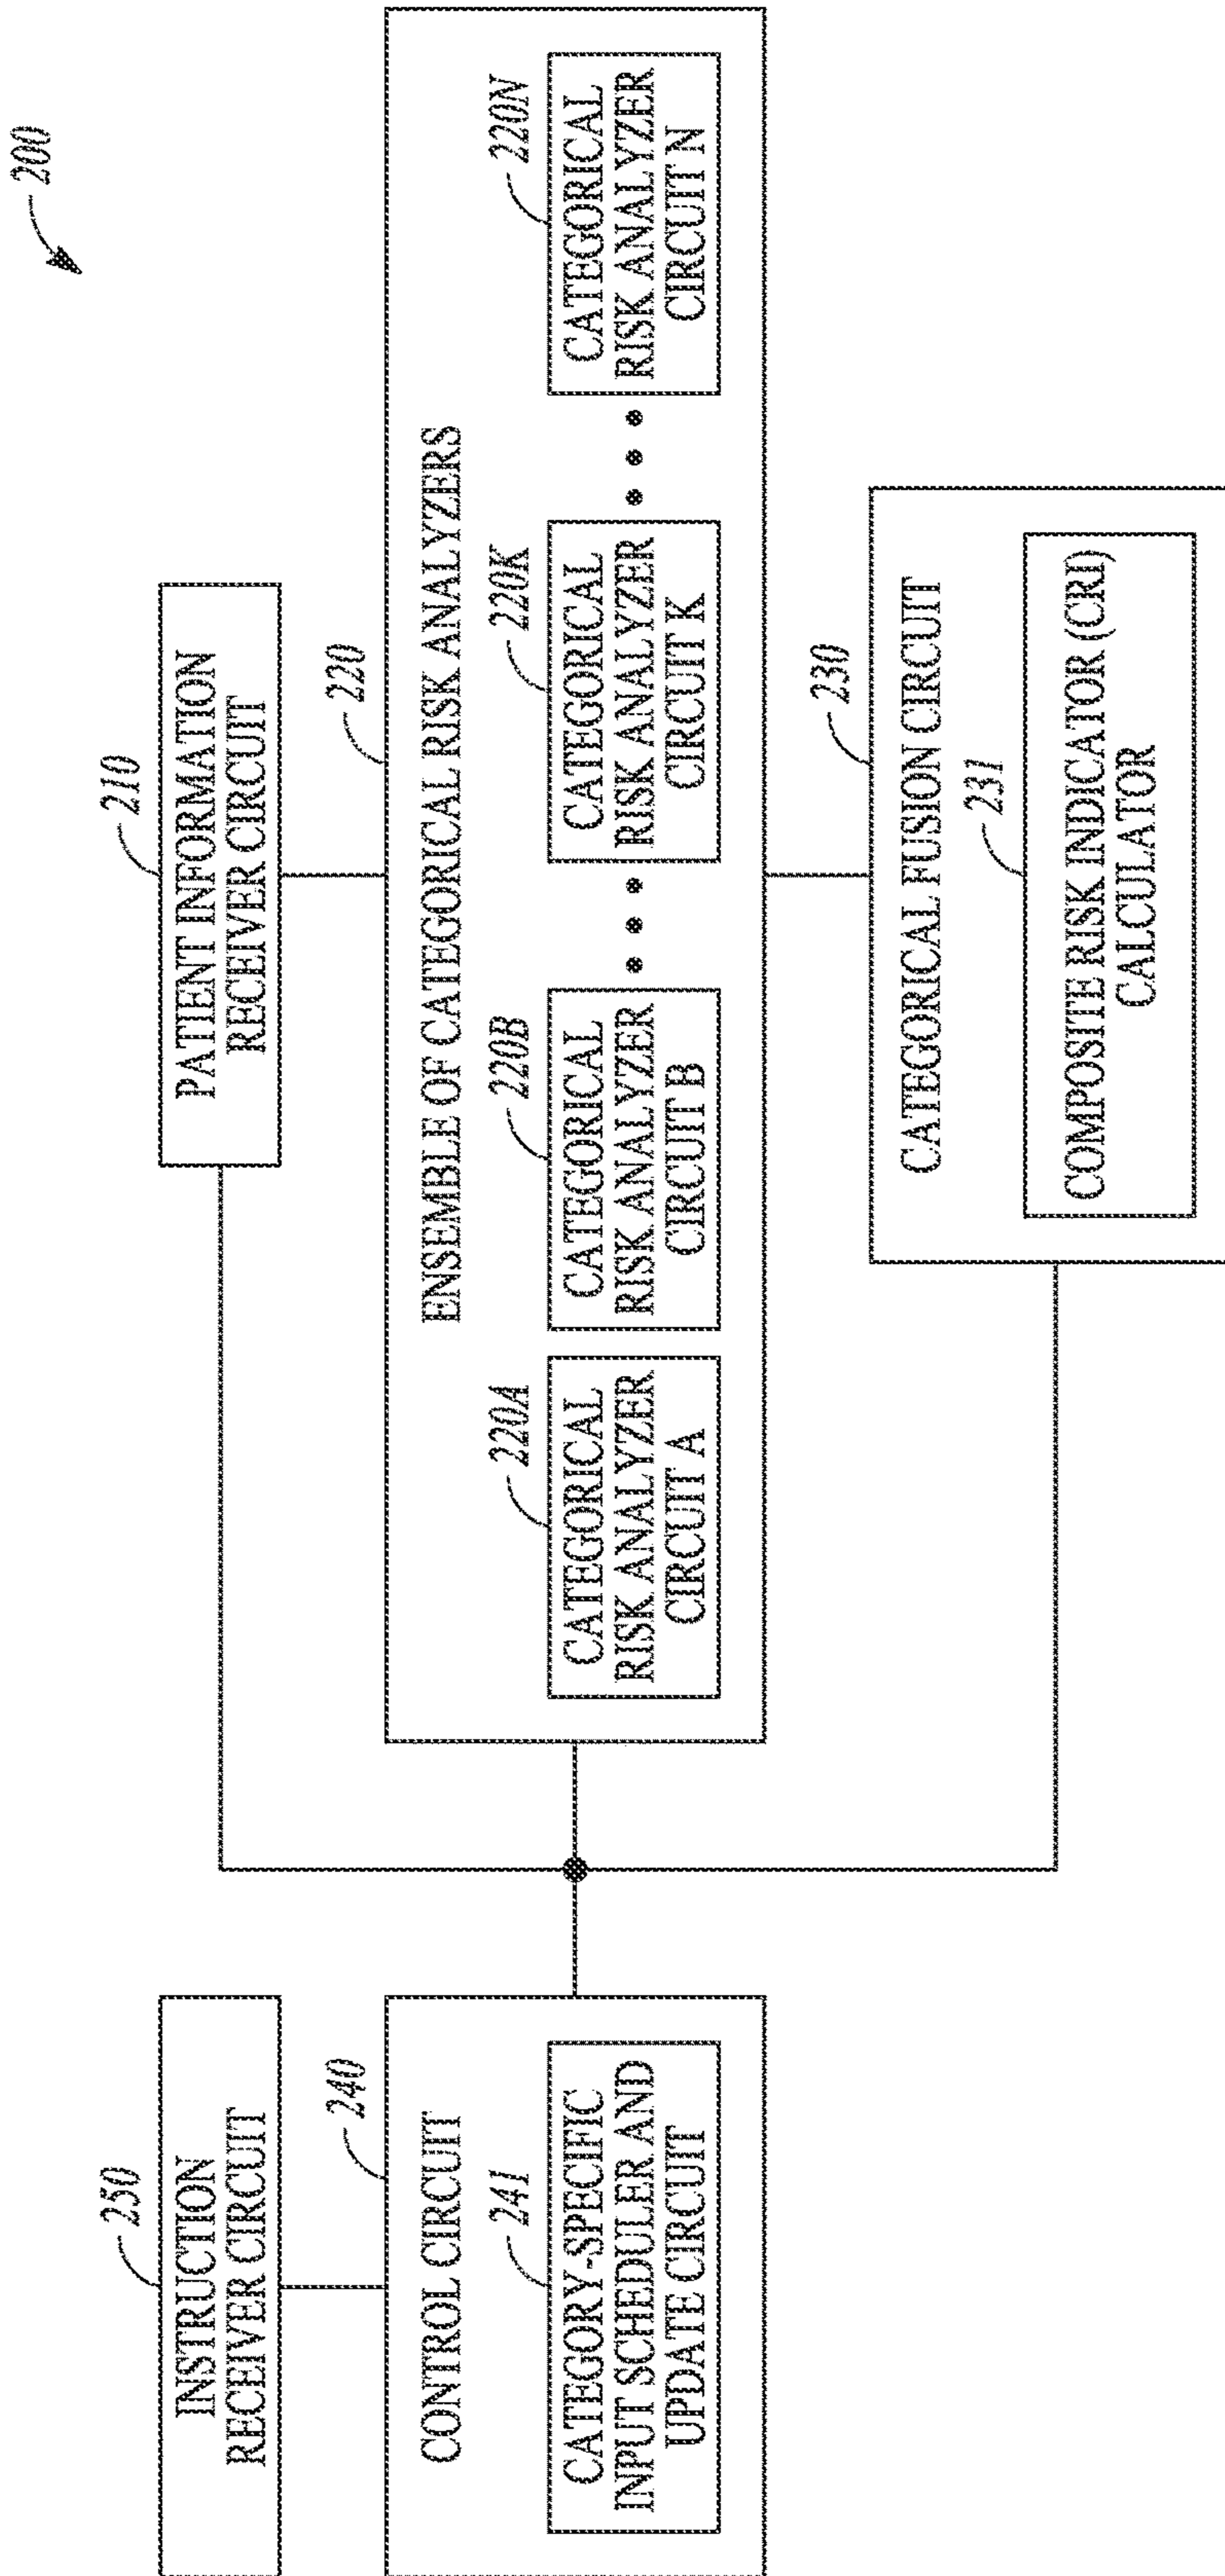 200
250
INSTRUCTION
RECEIVER CIRCUIT
210
PATIENT INFORMATION
RECEIVER CIRCUIT
240
CONTROL CIRCUIT
241
CATEGORY-SPECIFIC
INPUT SCHEDULER AND
UPDATE CIRCUIT
220
ENSEMBLE OF CATEGORICAL RISK ANALYZERS
220A
CATEGORICAL
RISK ANALYZER
CIRCUIT A
220B
CATEGORICAL
RISK ANALYZER
CIRCUIT B
220K
CATEGORICAL
RISK ANALYZER
CIRCUIT K
220N
CATEGORICAL
RISK ANALYZER
CIRCUIT N
230
CATEGORICAL FUSION CIRCUIT
231
COMPOSITE RISK INDICATOR (CRI)
CALCULATOR